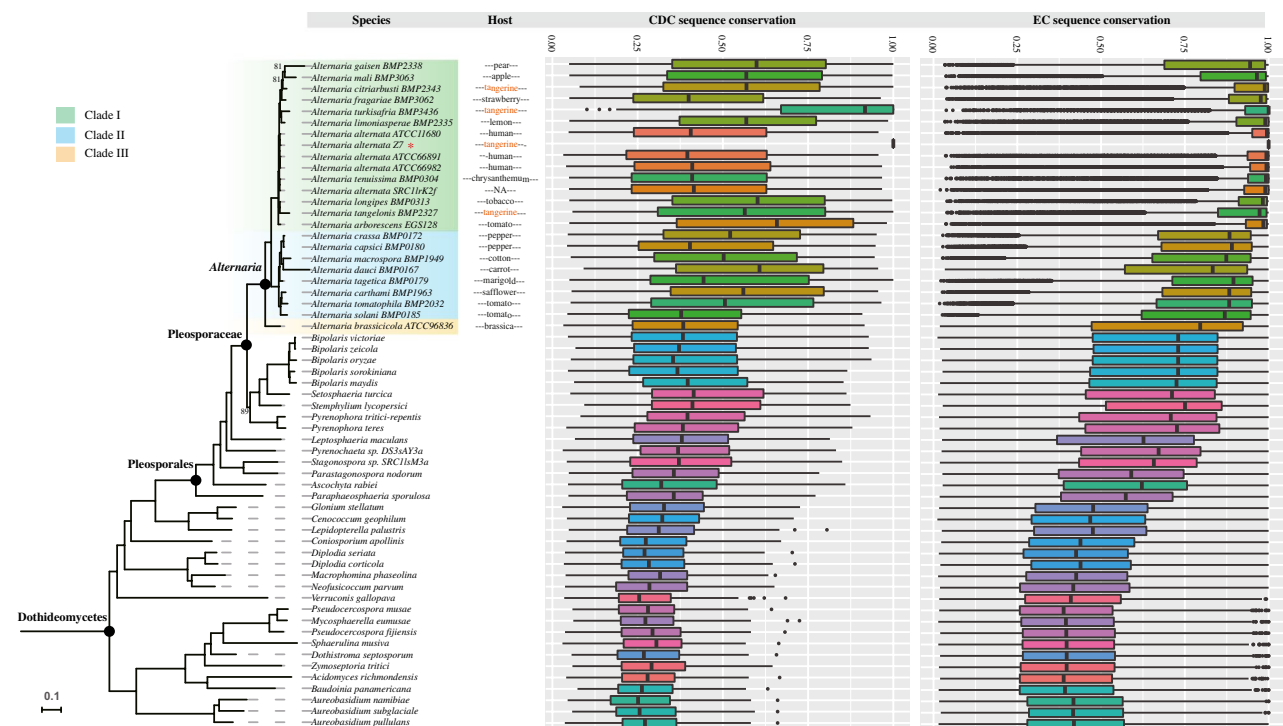 Species Host CDC sequence conservation EC sequence conservation
0.00 0.25 0.50 0.75 1.00 0.00 0.25 0.50 0.75 1.00
Clade I
Clade II
Clade III
81
81
Alternaria gaisen BMP2338 ---pear---
Alternaria mali BMP3063 ---apple---
Alternaria citriarbusti BMP2343 ---tangerine---
Alternaria fragariae BMP3062 ---strawberry---
Alternaria turkisafria BMP3436 ---tangerine---
Alternaria limoniasperae BMP2335 ---lemon---
Alternaria alternata ATCC11680 ---human---
Alternaria alternata Z7 * ---tangerine---
Alternaria alternata ATCC66891 ---human---
Alternaria alternata ATCC66982 ---human---
Alternaria tenuissima BMP0304 ---chrysanthemum---
Alternaria alternata SRC1lrK2f ---NA---
Alternaria longipes BMP0313 ---tobacco---
Alternaria tangelonis BMP2327 ---tangerine---
Alternaria arborescens EGS128 ---tomato---
Alternaria crassa BMP0172 ---pepper---
Alternaria capsici BMP0180 ---pepper---
Alternaria macrospora BMP1949 ---cotton---
Alternaria dauci BMP0167 ---carrot---
Alternaria tagetica BMP0179 ---marigold---
Alternaria carthami BMP1963 ---safflower---
Alternaria tomatophila BMP2032 ---tomato---
Alternaria solani BMP0185 ---tomato---
Alternaria brassicicola ATCC96836 ---brassica---
Bipolaris victoriae
Bipolaris zeicola
Bipolaris oryzae
Bipolaris sorokiniana
Bipolaris maydis
Setosphaeria turcica
Stemphylium lycopersici
Pyrenophora tritici-repentis
Pyrenophora teres
Leptosphaeria maculans
Pyrenochaeta sp. DS3sAY3a
Stagonospora sp. SRC1lsM3a
Parastagonospora nodorum
Ascochyta rabiei
Paraphaeosphaeria sporulosa
Glonium stellatum
Cenococcum geophilum
Lepidopterella palustris
Coniosporium apollinis
Diplodia seriata
Diplodia corticola
Macrophomina phaseolina
Neofusicoccum parvum
Verruconis gallopava
Pseudocercospora musae
Mycosphaerella eumusae
Pseudocercospora fijiensis
Sphaerulina musiva
Dothistroma septosporum
Zymoseptoria tritici
Acidomyces richmondensis
Baudoinia panamericana
Aureobasidium namibiae
Aureobasidium subglaciale
Aureobasidium pullulans
Alternaria
Pleosporaceae
89
Pleosporales
Dothideomycetes
0.1